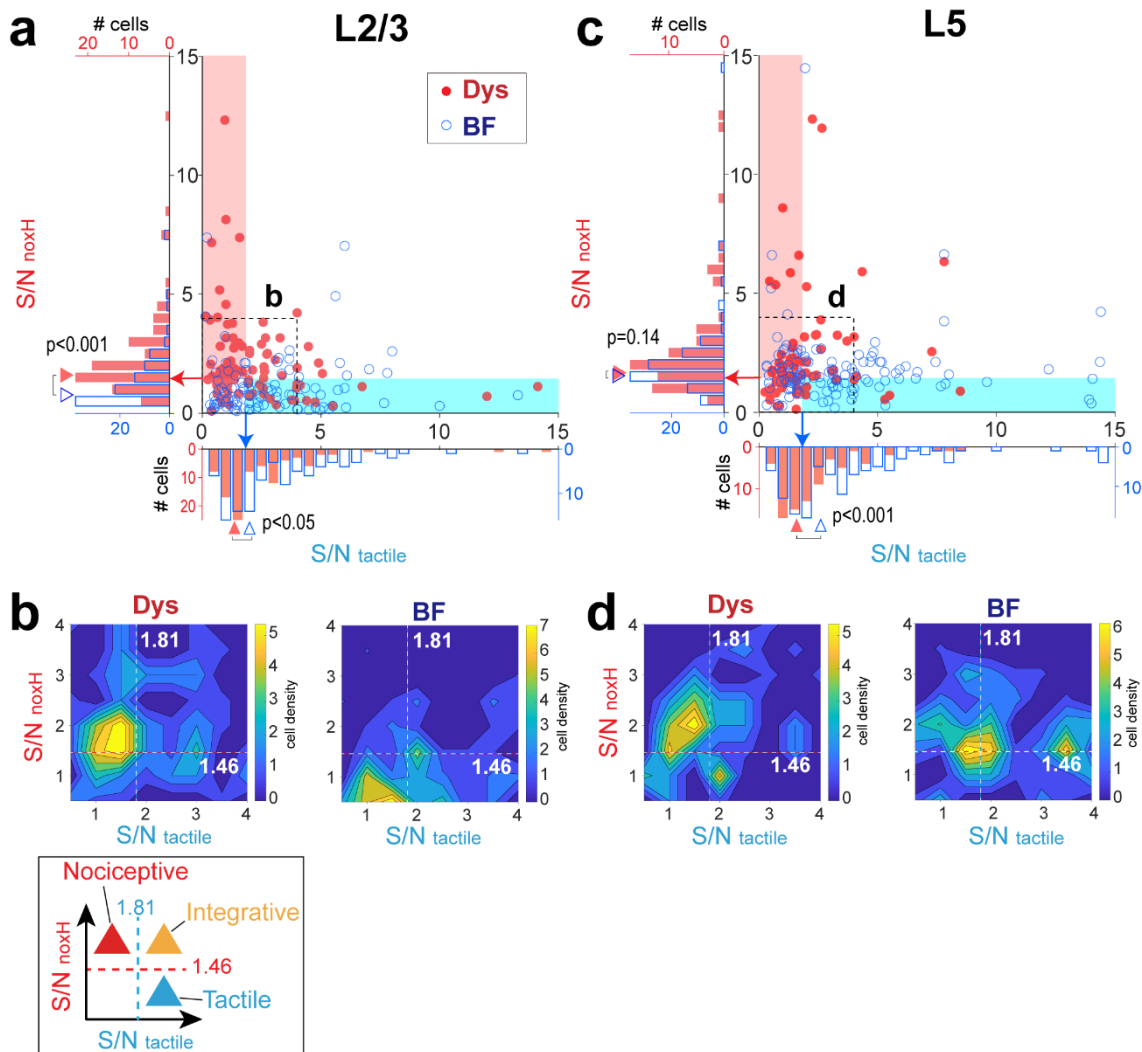 a
# cells
L2/3
20
10
0
15
10
5
0
Dys
BF
b
S/N noxH
p<0.001
20
0
0
5
10
15
0
10
20
# cells
0
10
p<0.05
S/N tactile
c
# cells
L5
10
0
15
10
5
0
d
S/N noxH
p=0.14
20
0
0
5
10
15
0
10
# cells
0
10
p<0.001
S/N tactile
b
Dys
4
3
2
1
1.81
1.46
1
2
3
4
5
4
3
2
1
0
cell density
S/N noxH
S/N tactile
BF
4
3
2
1
1.81
1.46
1
2
3
4
7
6
5
4
3
2
1
0
cell density
S/N tactile
d
Dys
4
3
2
1
1.81
1.46
1
2
3
4
5
4
3
2
1
0
cell density
S/N noxH
S/N tactile
BF
4
3
2
1
1.81
1.46
1
2
3
4
6
5
4
3
2
1
0
cell density
S/N tactile
Nociceptive
1.81
Integrative
S/N noxH
1.46
Tactile
S/N tactile